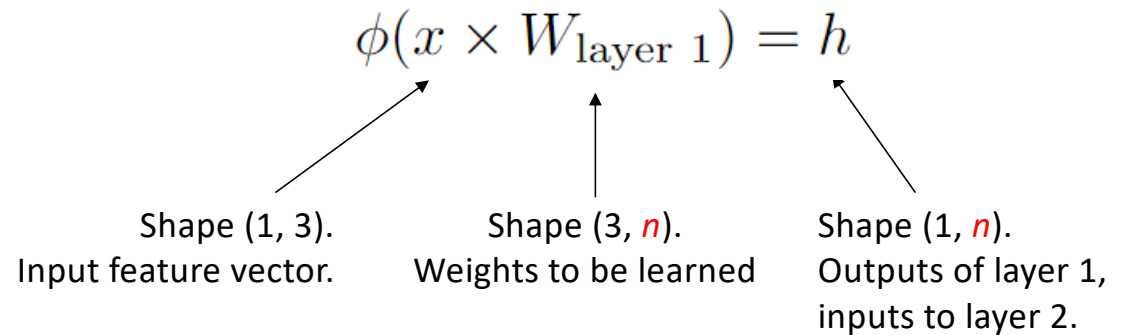 ϕ(x × W_layer 1) = h
Shape (1, 3).
Input feature vector.
Shape (3, n).
Weights to be learned
Shape (1, n).
Outputs of layer 1,
inputs to layer 2.